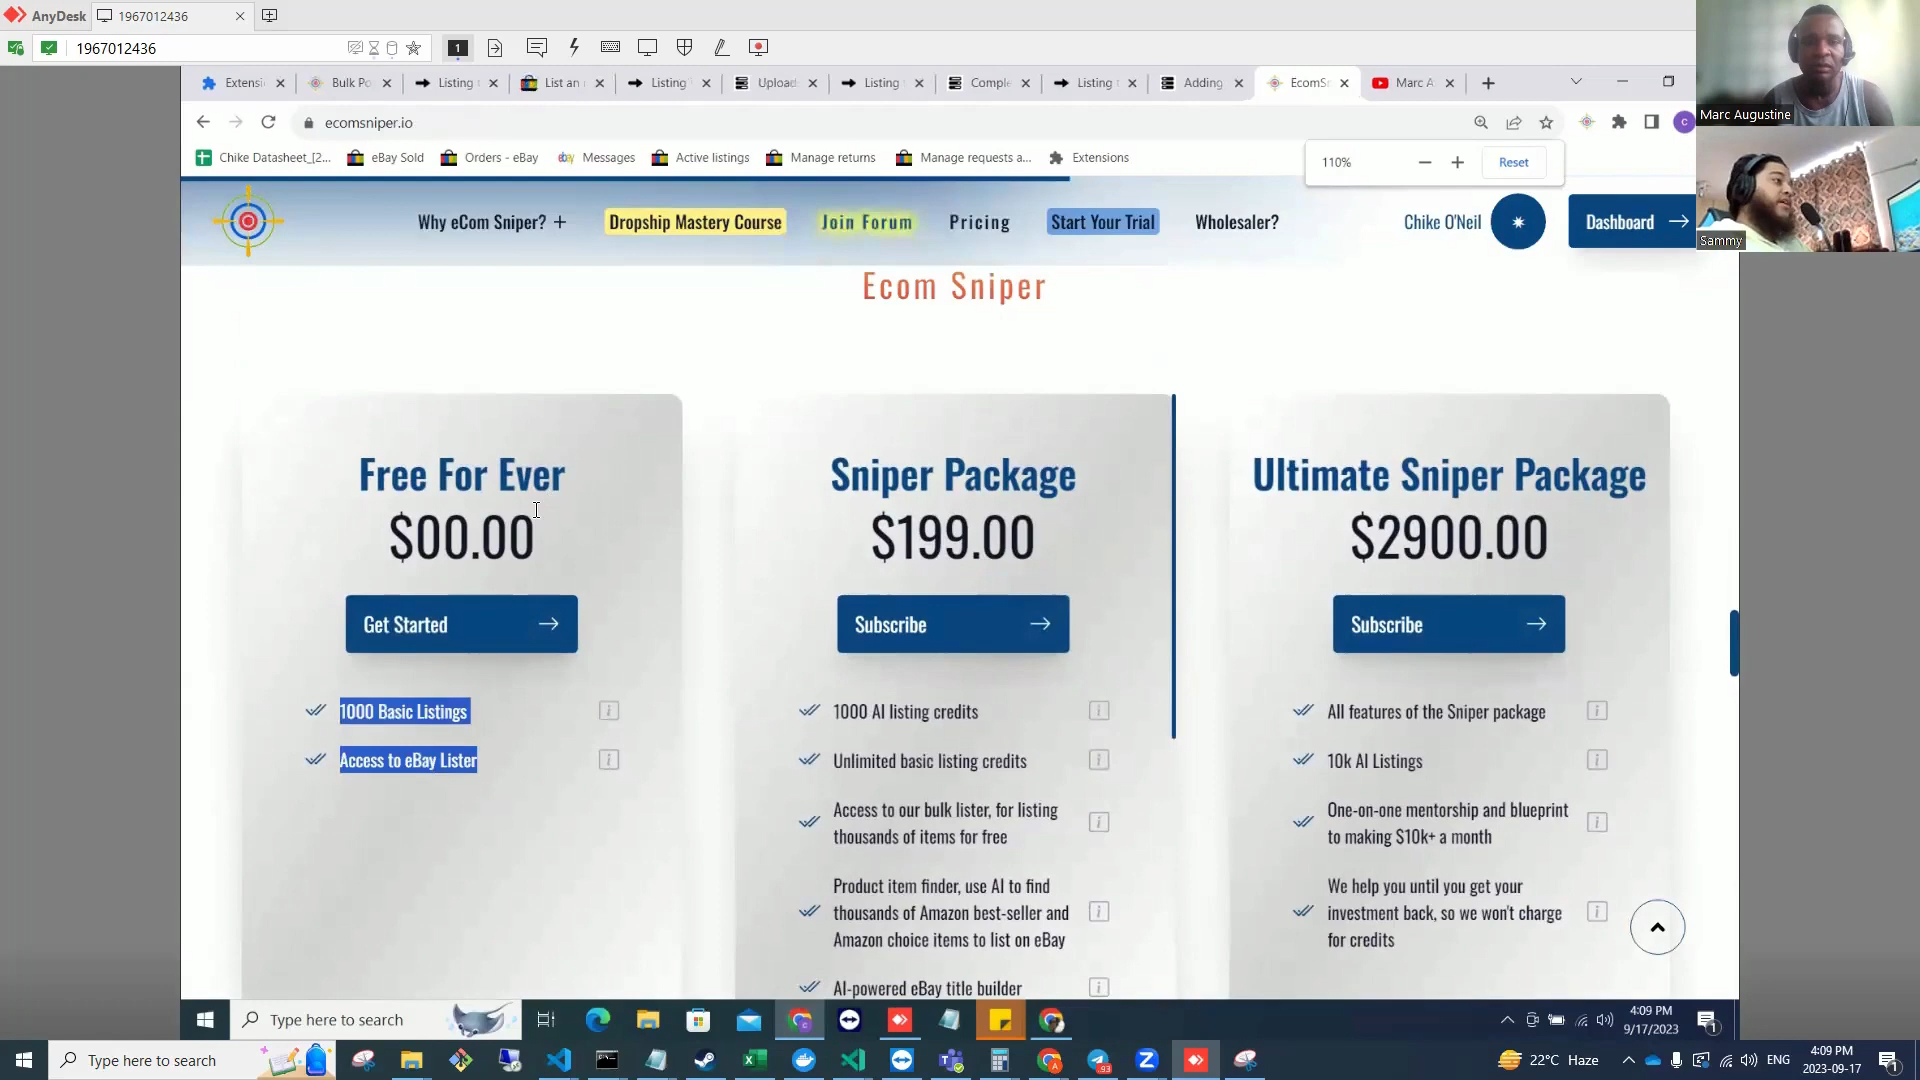 AnyDesk
1967012436
1967012436
1
Marc Augustine
Sammy
Extensi
Bulk Po
Listing
List an
Listing
Upload
Listing
Comple
Listing
Adding
EcomSr
Marc A
ecomsniper.io
C
Chike Datasheet_[2...
eBay Sold
Orders - eBay
ebay
Messages
Active listings
Manage returns
Manage requests a...
Extensions
110%
Reset
Why eCom Sniper? +
Dropship Mastery Course
Join Forum
Pricing
Start Your Trial
Wholesaler?
Chike O'Neil
Dashboard
Ecom Sniper
Free For Ever
$00.00
Get Started
1000 Basic Listings
Access to eBay Lister
Sniper Package
$199.00
Subscribe
1000 AI listing credits
Unlimited basic listing credits
Access to our bulk lister, for listing
thousands of items for free
Product item finder, use AI to find
thousands of Amazon best-seller and
Amazon choice items to list on eBay
AI-powered eBay title builder
Ultimate Sniper Package
$2900.00
Subscribe
All features of the Sniper package
10k AI Listings
One-on-one mentorship and blueprint
to making $10k+ a month
We help you until you get your
investment back, so we won't charge
for credits
Type here to search
4:09 PM
9/17/2023
1
Type here to search
93
22°C Haze
ENG
4:09 PM
2023-09-17
1